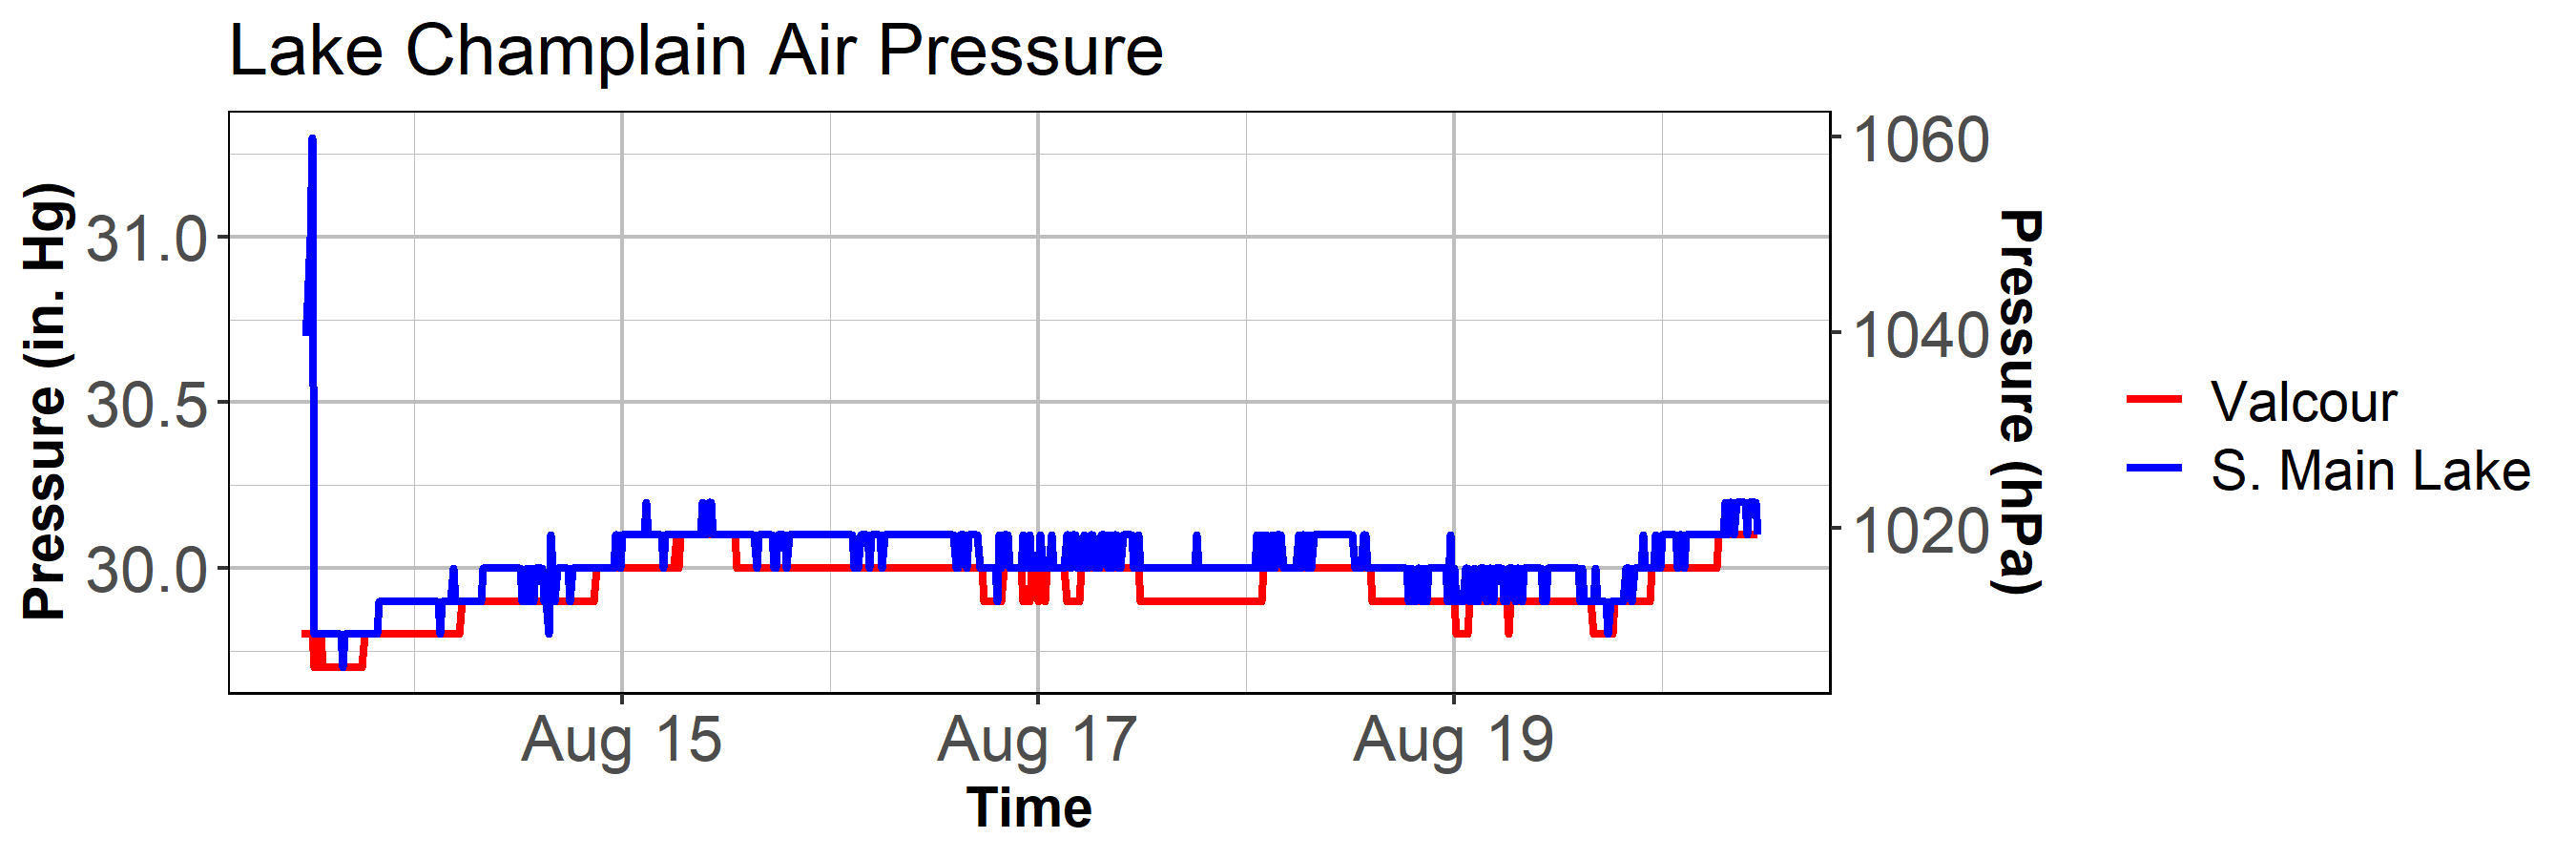 Lake Champlain Air Pressure
Pressure (in. Hg)
31.0
30.5
30.0
1060
1040
1020
Pressure (hPa)
Aug 15
Aug 17
Aug 19
Time
Valcour
S. Main Lake